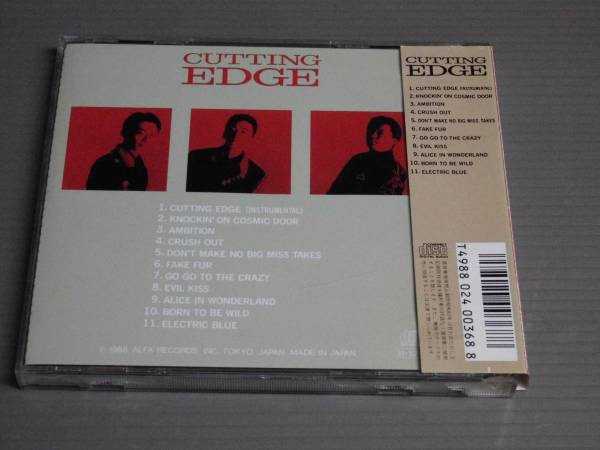 CUTTING
EDGE
1. CUTTING EDGE (INSTRUMENTAL)
2. KNOCKIN' ON COSMIC DOOR
3. AMBITION
4. CRUSH OUT
5. DON'T MAKE NO BIG MISS TAKES
6. FAKE FUR
7. GO GO TO THE CRAZY
8. EVIL KISS
9. ALICE IN WONDERLAND
10. BORN TO BE WILD
11. ELECTRIC BLUE
℗ 1988 ALFA RECORDS, INC. TOKYO, JAPAN. MADE IN JAPAN
CUTTING
EDGE
1. CUTTING EDGE (INSTRUMENTAL)
2. KNOCKIN' ON COSMIC DOOR
3. AMBITION
4. CRUSH OUT
5. DON'T MAKE NO BIG MISS TAKES
6. FAKE FUR
7. GO GO TO THE CRAZY
8. EVIL KISS
9. ALICE IN WONDERLAND
10. BORN TO BE WILD
11. ELECTRIC BLUE
COMPACT
disc
DIGITAL AUDIO
T4988 024 00368 8